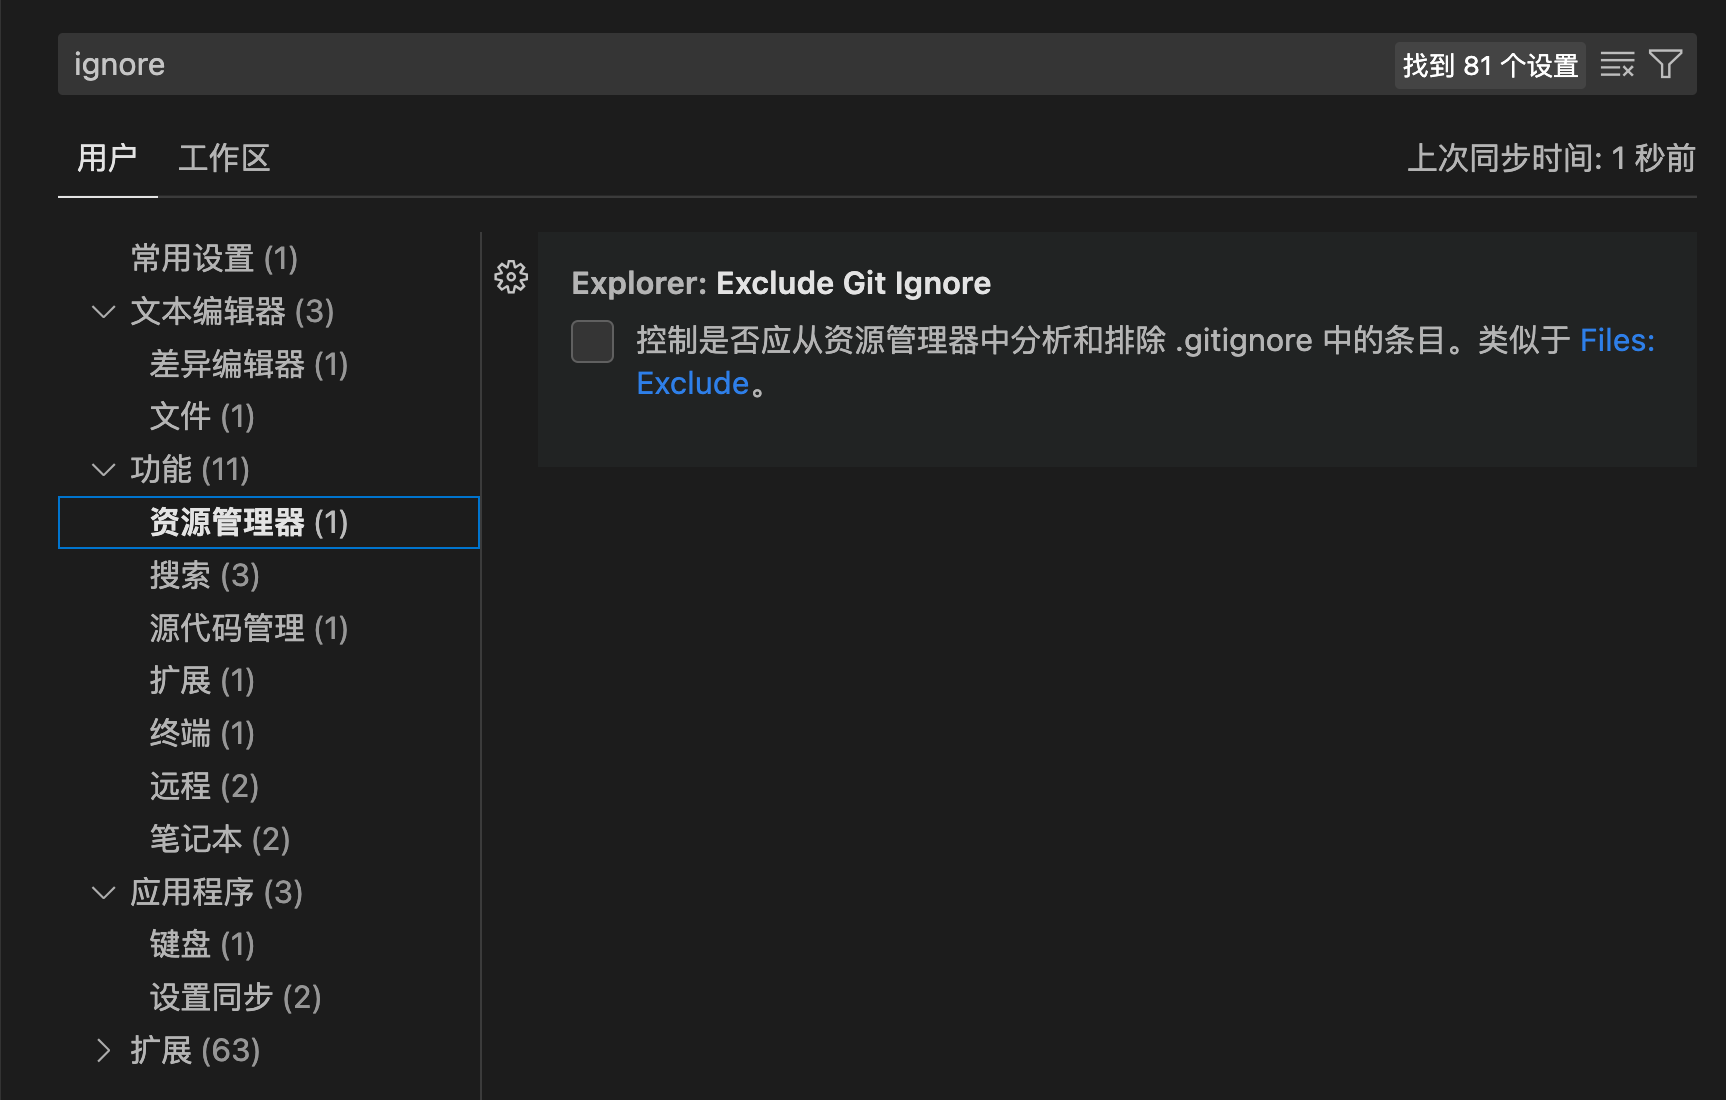 ignore
找到 81 个设置
用户
工作区
上次同步时间: 1 秒前
常用设置 (1)
文本编辑器 (3)
差异编辑器 (1)
文件 (1)
功能 (11)
资源管理器 (1)
搜索 (3)
源代码管理 (1)
扩展 (1)
终端 (1)
远程 (2)
笔记本 (2)
应用程序 (3)
键盘 (1)
设置同步 (2)
扩展 (63)
Explorer: Exclude Git Ignore
控制是否应从资源管理器中分析和排除 .gitignore 中的条目。类似于 Files:
Exclude。